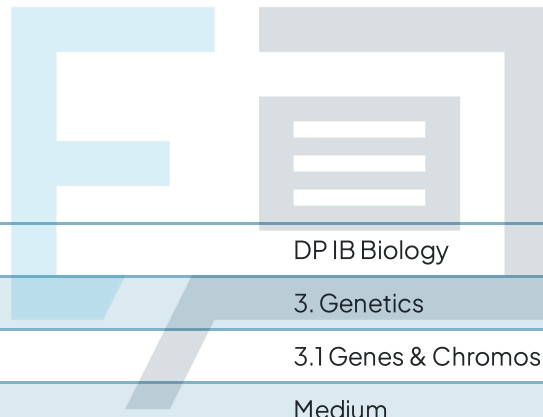 DP IB Biology
3. Genetics
3.1 Genes & Chromos
Medium